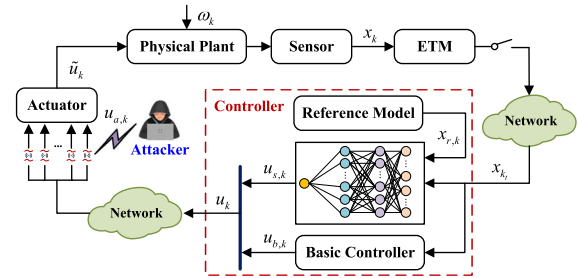 ω_k
Physical Plant
Sensor
x_k
ETM
ũ_k
Actuator
u_{a,k}
Attacker
Controller
Reference Model
x_{r,k}
Network
...
u_{s,k}
x_{k_t}
Network
u_k
u_{b,k}
Basic Controller